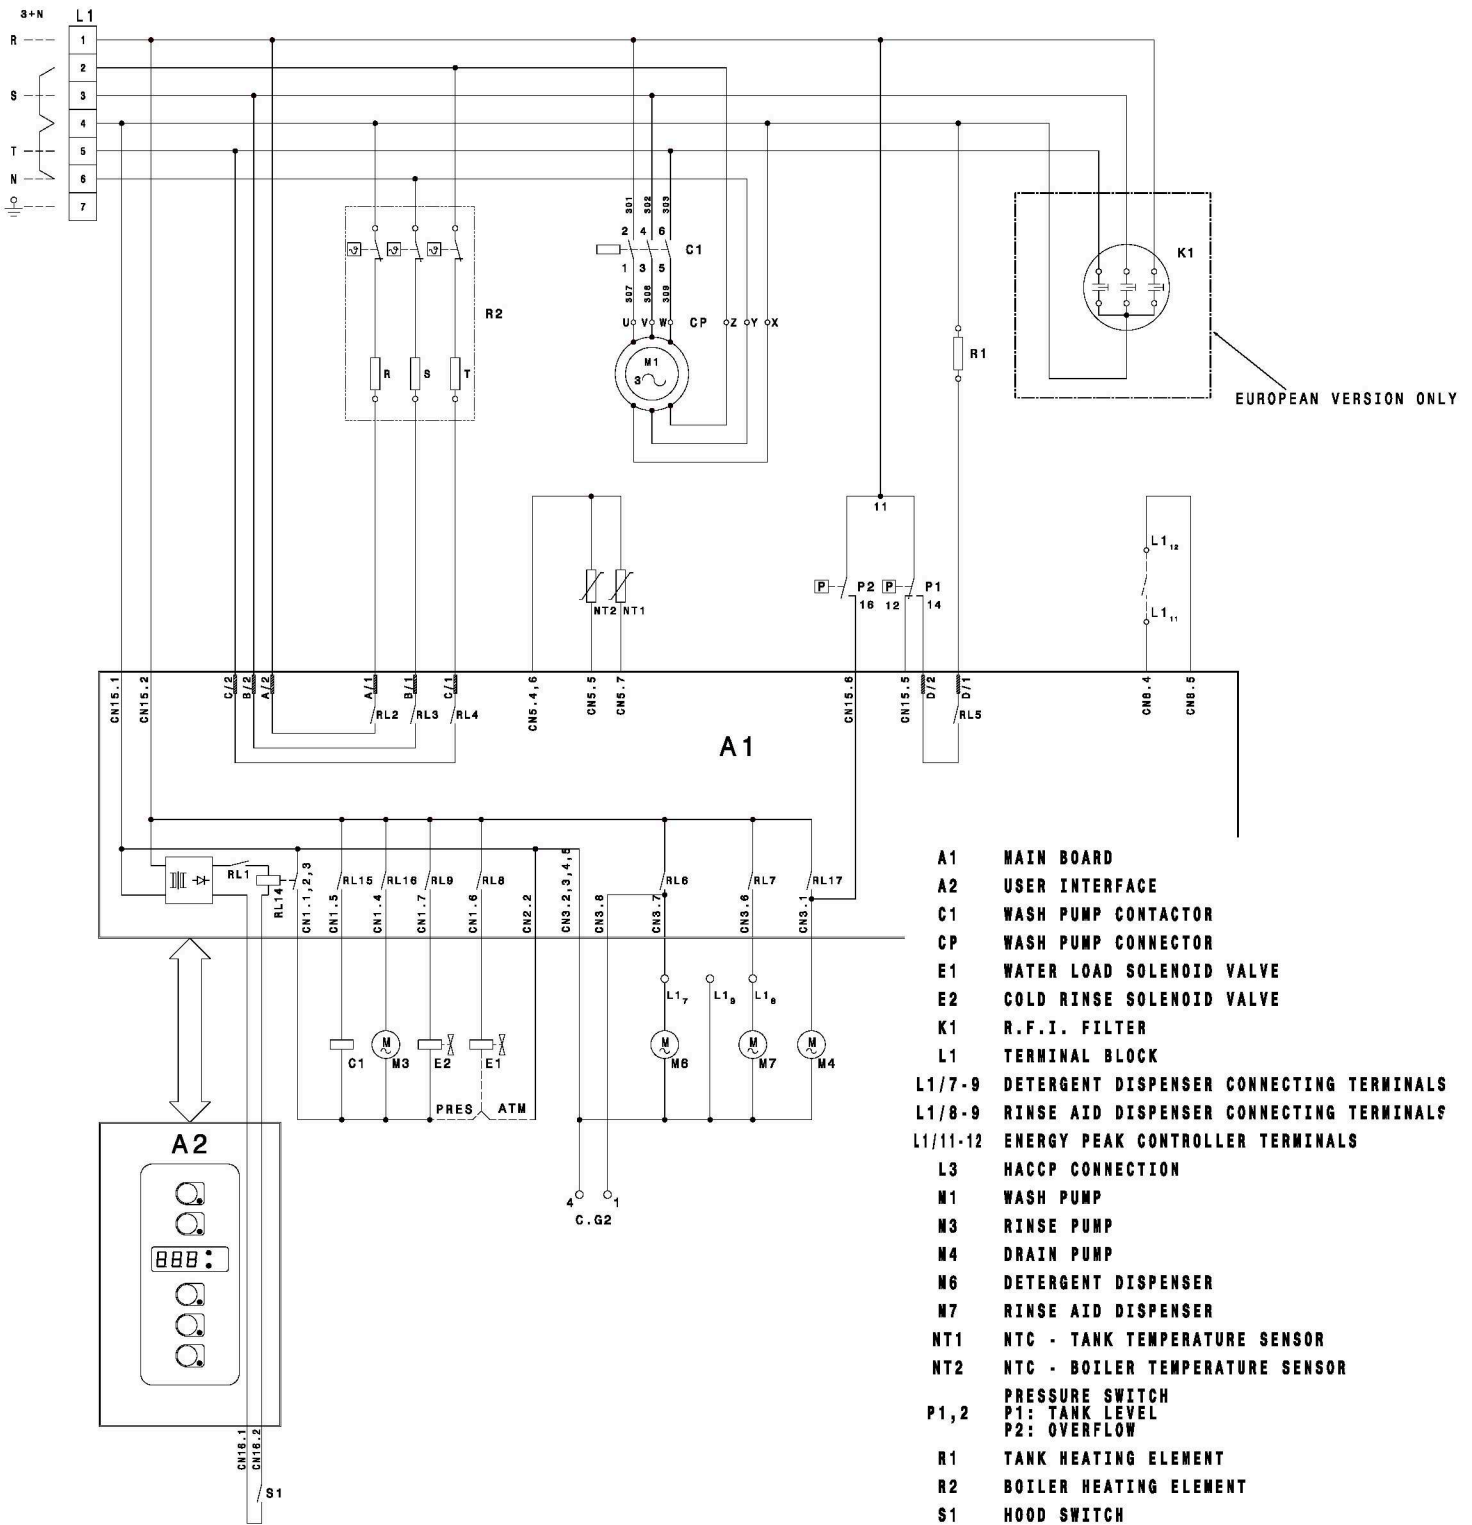 3+N L1
R 1
2
S 3
4
T 5
N 6
7
301 302 303
2 4 6
C1
1 3 5
307 308 309
U V W CP Z Y X
M1
3
R2
R S T
R1
K1
EUROPEAN VERSION ONLY
11
L1 12
P P2 P P1
16 12 14
NT2 NT1
L1 11
CN15.1 CN15.2 C/2 B/2 A/2 A/1 B/1 C/1 CN5.4,6 CN5.5 CN5.7 CN15.6 CN15.5 D/2 D/1 CN8.4 CN8.5
RL2 RL3 RL4 RL5
A1
RL1 RL14 CN1.1,2,3 RL15 RL16 RL9 RL8 RL6 RL7 RL17
CN1.5 CN1.4 CN1.7 CN1.6 CN2.2 CN3.2,3,4,5 CN3.8 CN3.7 CN3.6 CN3.1
L1 7 L1 9 L1 8
C1 M M3 E2 E1 M M6 M M7 M M4
PRES ATM
4 1
C.G2
A2
888:
CN16.1 CN16.2
S1
A1 MAIN BOARD
A2 USER INTERFACE
C1 WASH PUMP CONTACTOR
CP WASH PUMP CONNECTOR
E1 WATER LOAD SOLENOID VALVE
E2 COLD RINSE SOLENOID VALVE
K1 R.F.I. FILTER
L1 TERMINAL BLOCK
L1/7-9 DETERGENT DISPENSER CONNECTING TERMINALS
L1/8-9 RINSE AID DISPENSER CONNECTING TERMINALS
L1/11-12 ENERGY PEAK CONTROLLER TERMINALS
L3 HACCP CONNECTION
M1 WASH PUMP
M3 RINSE PUMP
M4 DRAIN PUMP
M6 DETERGENT DISPENSER
M7 RINSE AID DISPENSER
NT1 NTC - TANK TEMPERATURE SENSOR
NT2 NTC - BOILER TEMPERATURE SENSOR
PRESSURE SWITCH
P1,2 P1: TANK LEVEL
P2: OVERFLOW
R1 TANK HEATING ELEMENT
R2 BOILER HEATING ELEMENT
S1 HOOD SWITCH